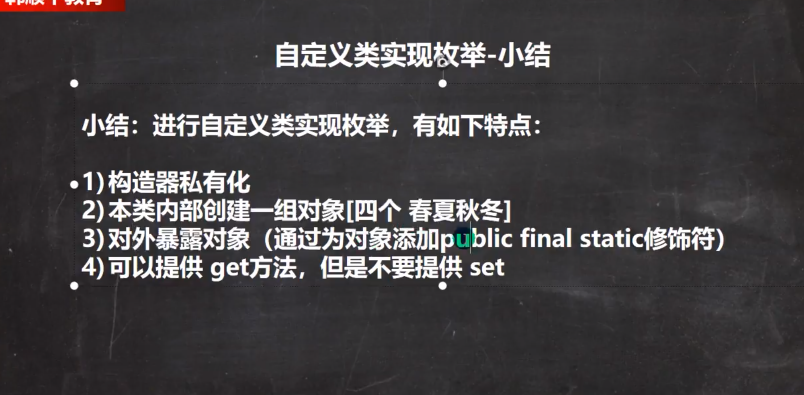 自定义类实现枚举-小结
小结：进行自定义类实现枚举，有如下特点：
1)构造器私有化
2)本类内部创建一组对象[四个 春夏秋冬]
3)对外暴露对象（通过为对象添加public final static修饰符）
4)可以提供 get方法，但是不要提供 set